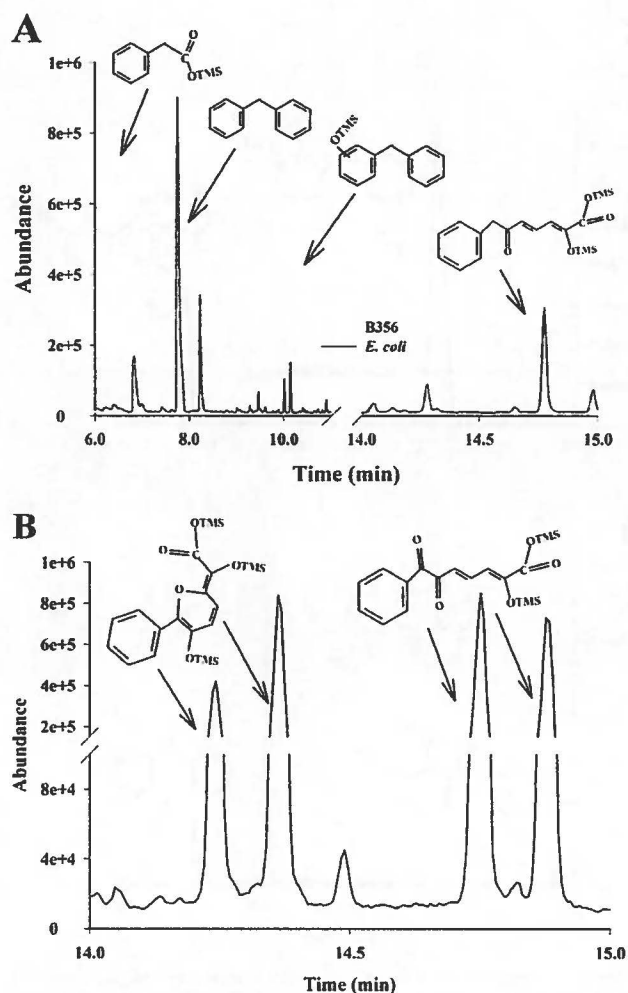 A
1e+6
8e+5
6e+5
4e+5
2e+5
0
Abundance
6.0 8.0 10.0 14.0 14.5 15.0
Time (min)
O
C
OTMS
OTMS
OTMS
C O
O OTMS
B356
E. coli
B
1e+6
8e+5
6e+5
4e+5
2e+5
8e+4
4e+4
0
Abundance
14.0 14.5 15.0
Time (min)
OTMS
O C
OTMS
O
OTMS
O
O
OTMS
C O
OTMS